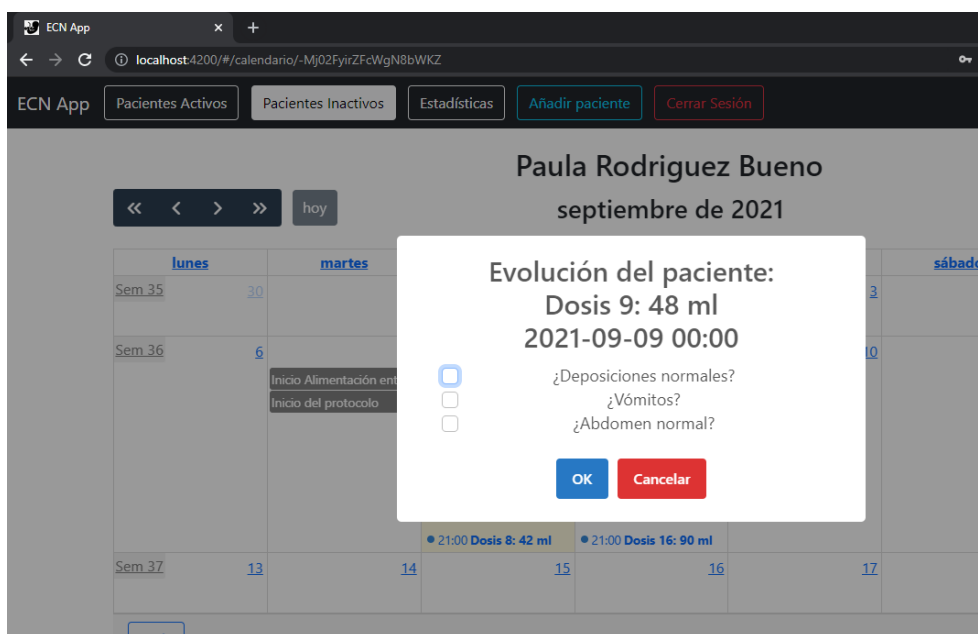 ECN App
localhost:4200/#/calendario/-Mj02FyirZFcWgN8bWKZ
ECN App Pacientes Activos Pacientes Inactivos Estadísticas Añadir paciente Cerrar Sesión
Paula Rodriguez Bueno
hoy
septiembre de 2021
lunes martes sábado
Sem 35 30 3
Sem 36 6 10
Inicio Alimentación ent
Inicio del protocolo
Evolución del paciente:
Dosis 9: 48 ml
2021-09-09 00:00
¿Deposiciones normales?
¿Vómitos?
¿Abdomen normal?
OK Cancelar
21:00 Dosis 8: 42 ml 21:00 Dosis 16: 90 ml
Sem 37 13 14 15 16 17